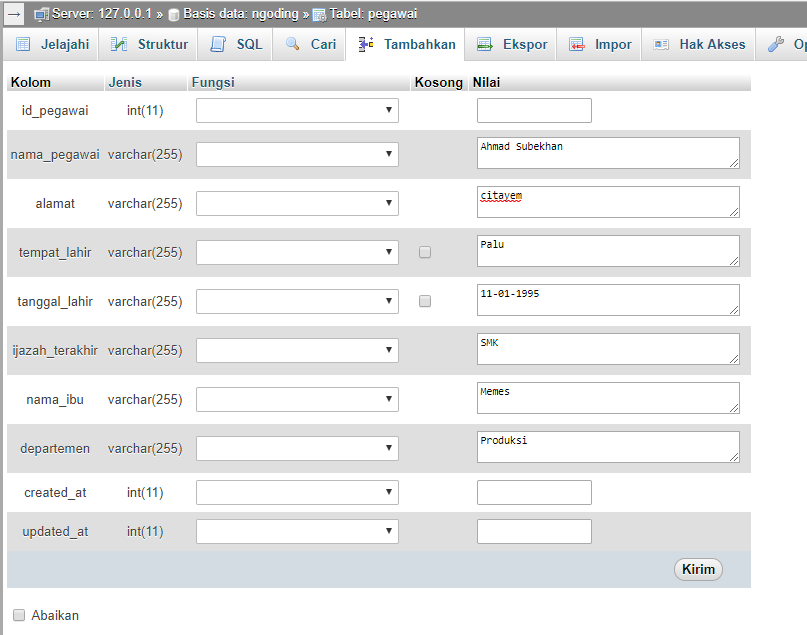 Server: 127.0.0.1 » Basis data: ngoding » Tabel: pegawai
Jelajahi Struktur SQL Cari Tambahkan Ekspor Impor Hak Akses Op
Kolom Jenis Fungsi Kosong Nilai
id_pegawai int(11)
nama_pegawai varchar(255) Ahmad Subekhan
alamat varchar(255) citayem
tempat_lahir varchar(255) Palu
tanggal_lahir varchar(255) 11-01-1995
ijazah_terakhir varchar(255) SMK
nama_ibu varchar(255) Memes
departemen varchar(255) Produksi
created_at int(11)
updated_at int(11)
Kirim
Abaikan